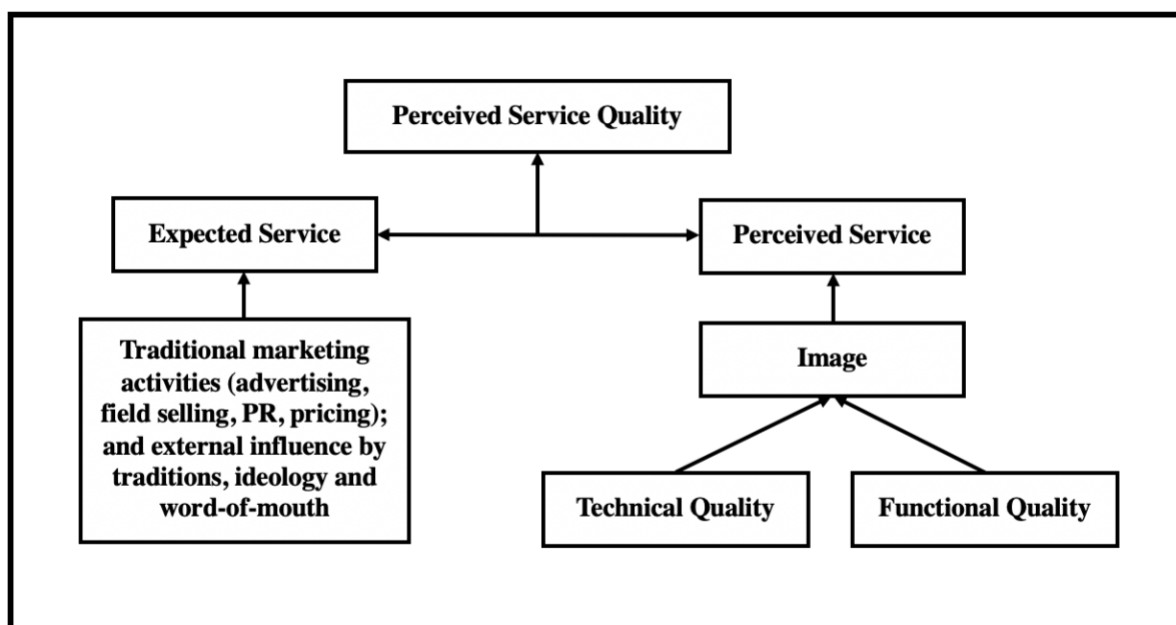 Perceived Service Quality
Expected Service
Perceived Service
Traditional marketing
activities (advertising,
field selling, PR, pricing);
and external influence by
traditions, ideology and
word-of-mouth
Image
Technical Quality
Functional Quality